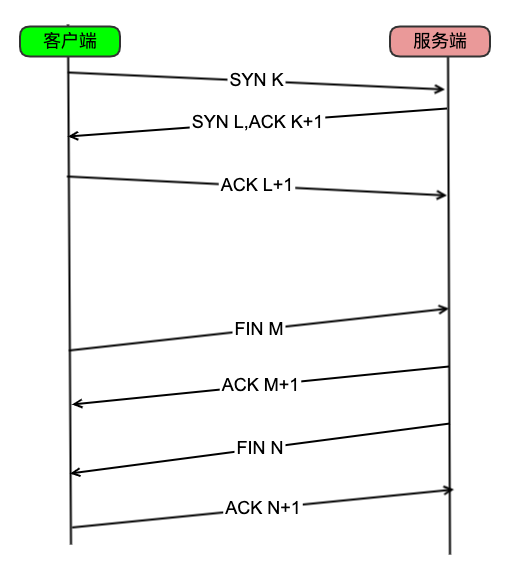 客户端
服务端
SYN K
SYN L,ACK K+1
ACK L+1
FIN M
ACK M+1
FIN N
ACK N+1